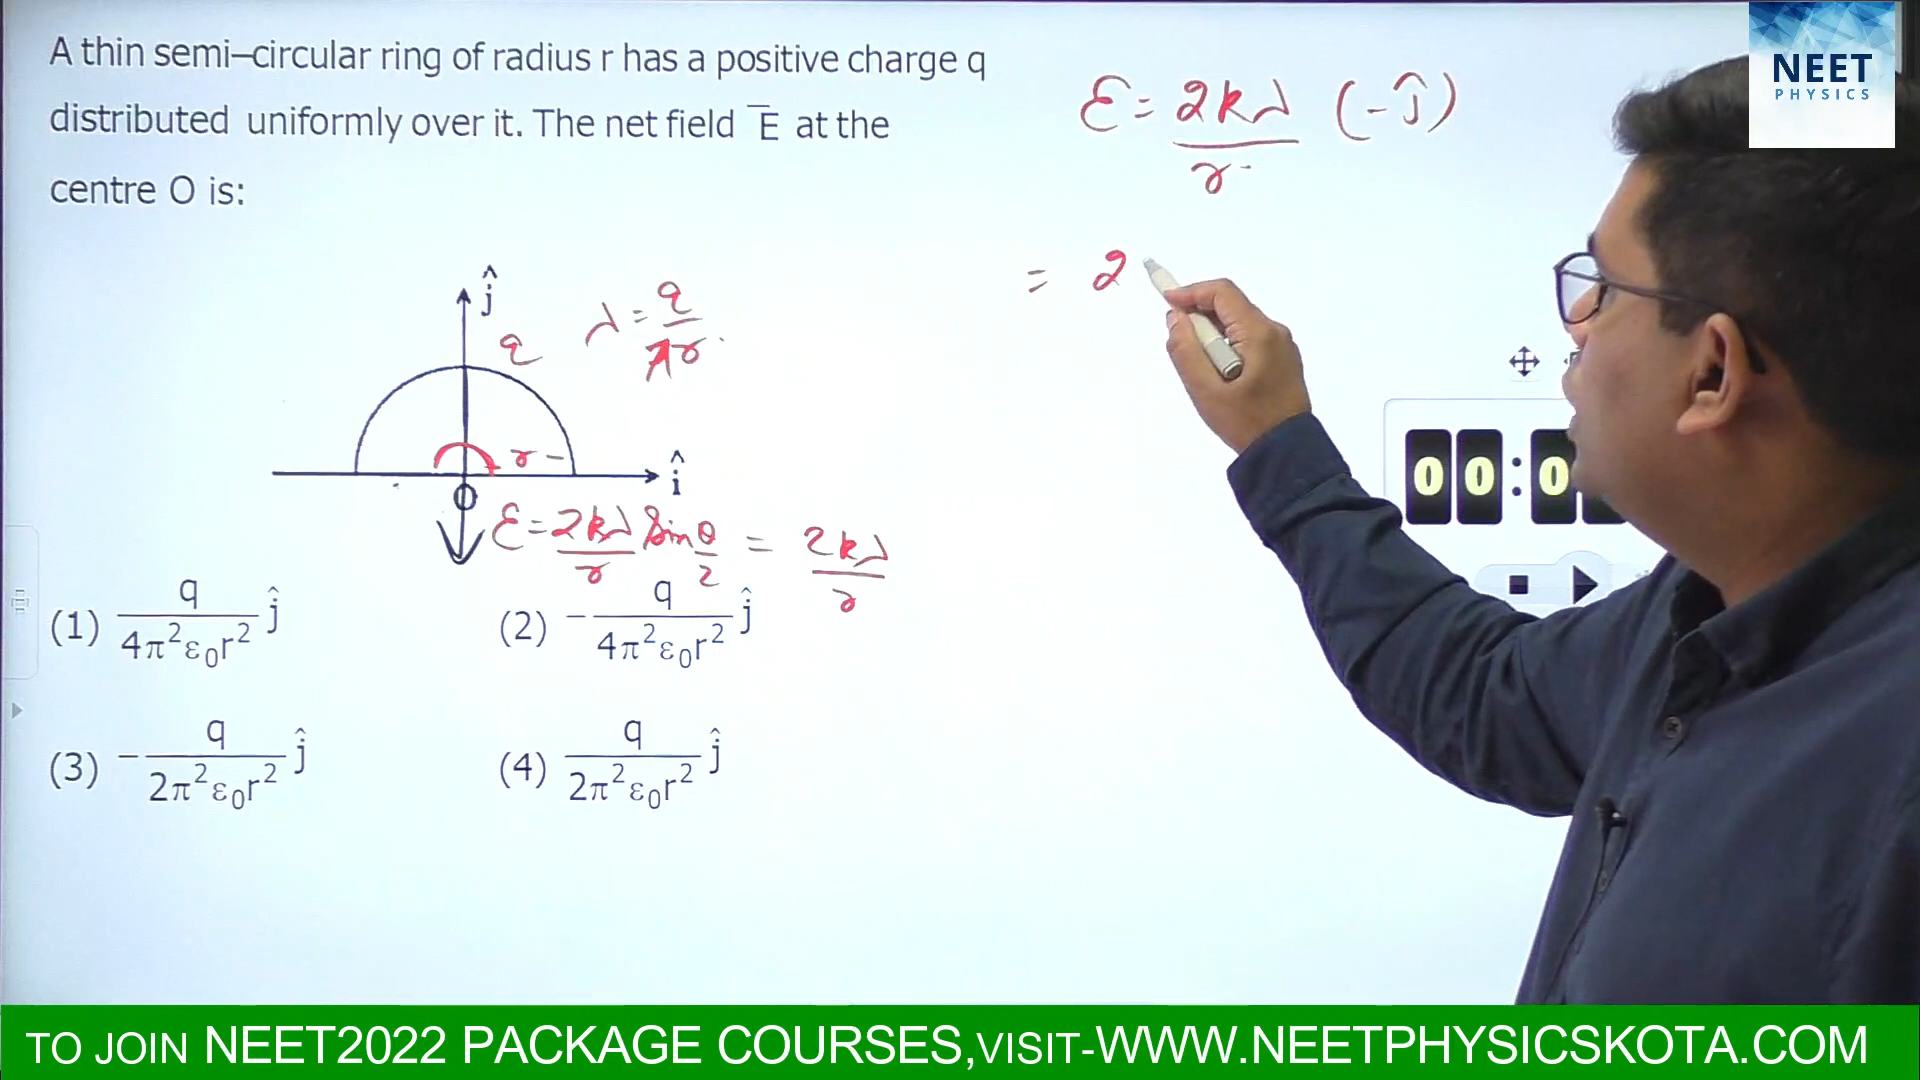 A thin semi–circular ring of radius r has a positive charge q
distributed uniformly over it. The net field E̅ at the
centre O is:
ĵ
q
λ = q/πr
r
î
O
E = 2kλ/r Sin θ/2 = 2kλ/r
(1) q/4π²ε₀r² ĵ
(2) −q/4π²ε₀r² ĵ
(3) −q/2π²ε₀r² ĵ
(4) q/2π²ε₀r² ĵ
E = 2kλ/r (-ĵ)
= 2
NEET
PHYSICS
00:0
TO JOIN NEET2022 PACKAGE COURSES,VISIT-WWW.NEETPHYSICSKOTA.COM